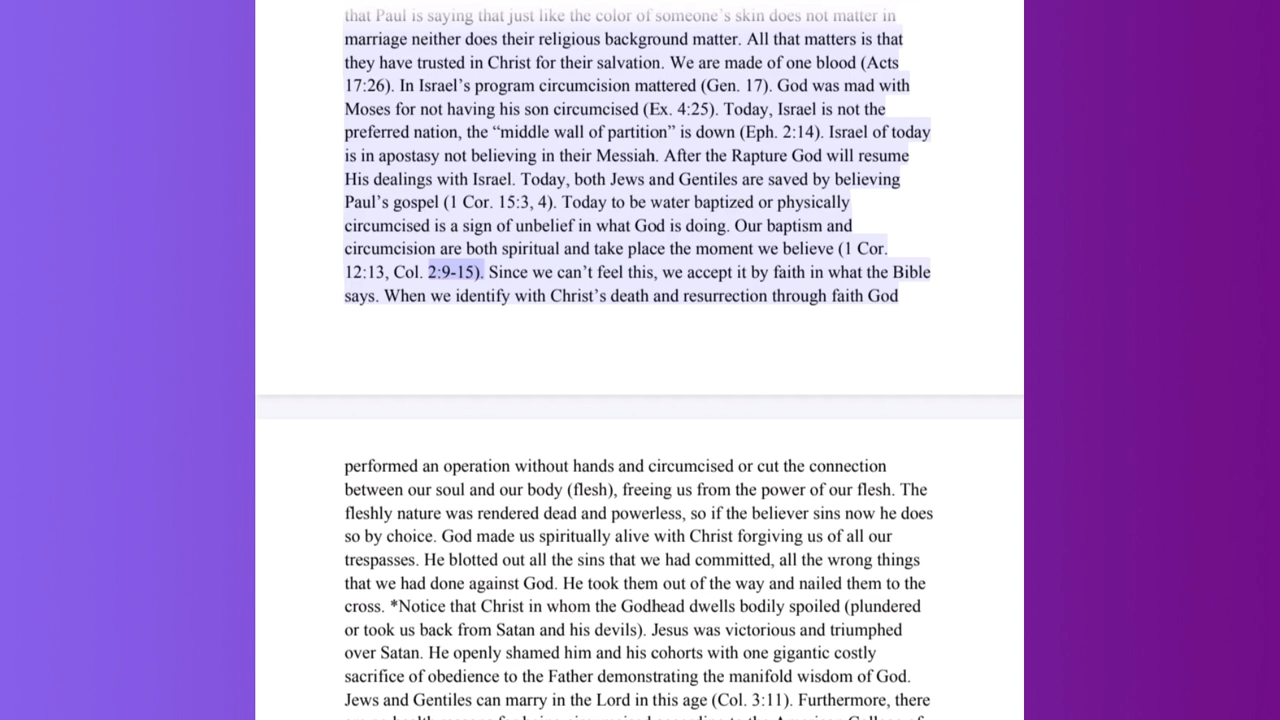 that Paul is saying that just like the color of someone's skin does not matter in
marriage neither does their religious background matter. All that matters is that
they have trusted in Christ for their salvation. We are made of one blood (Acts
17:26). In Israel's program circumcision mattered (Gen. 17). God was mad with
Moses for not having his son circumcised (Ex. 4:25). Today, Israel is not the
preferred nation, the “middle wall of partition” is down (Eph. 2:14). Israel of today
is in apostasy not believing in their Messiah. After the Rapture God will resume
His dealings with Israel. Today, both Jews and Gentiles are saved by believing
Paul's gospel (1 Cor. 15:3, 4). Today to be water baptized or physically
circumcised is a sign of unbelief in what God is doing. Our baptism and
circumcision are both spiritual and take place the moment we believe (1 Cor.
12:13, Col. 2:9-15). Since we can't feel this, we accept it by faith in what the Bible
says. When we identify with Christ's death and resurrection through faith God
performed an operation without hands and circumcised or cut the connection
between our soul and our body (flesh), freeing us from the power of our flesh. The
fleshly nature was rendered dead and powerless, so if the believer sins now he does
so by choice. God made us spiritually alive with Christ forgiving us of all our
trespasses. He blotted out all the sins that we had committed, all the wrong things
that we had done against God. He took them out of the way and nailed them to the
cross. *Notice that Christ in whom the Godhead dwells bodily spoiled (plundered
or took us back from Satan and his devils). Jesus was victorious and triumphed
over Satan. He openly shamed him and his cohorts with one gigantic costly
sacrifice of obedience to the Father demonstrating the manifold wisdom of God.
Jews and Gentiles can marry in the Lord in this age (Col. 3:11). Furthermore, there